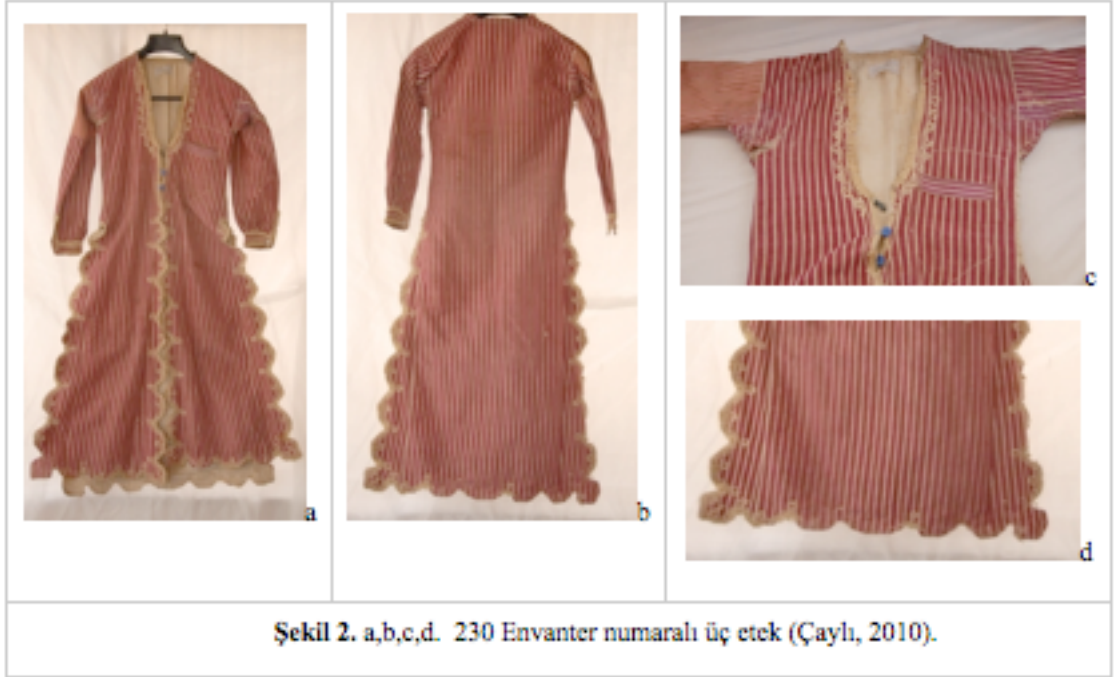 a
b
c
d
Şekil 2. a,b,c,d.  230 Envanter numaralı üç etek (Çaylı, 2010).